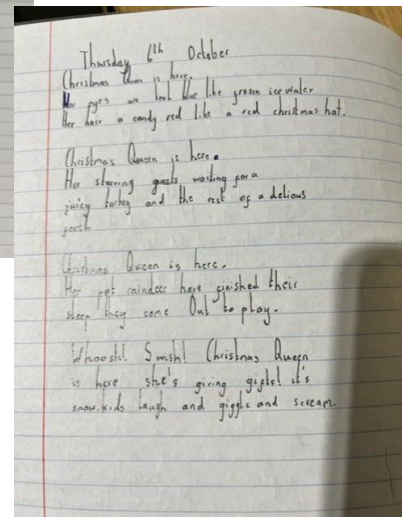 Thursday 6th October
Christmas Queen is here.
Her eyes are teal blue like frozen ice water
Her hair a candy red like a red christmas hat.
Christmas Queen is here.
Her starving guests waiting for a
juicy turkey and the rest of a delious
Christmas Queen is here.
Her pet raindeer have finished their
sleep they come Out to play.
Whoosh! Swish! Christmas Queen
is here she's giving gifts! it's
snow. kids laugh and giggle and scream.